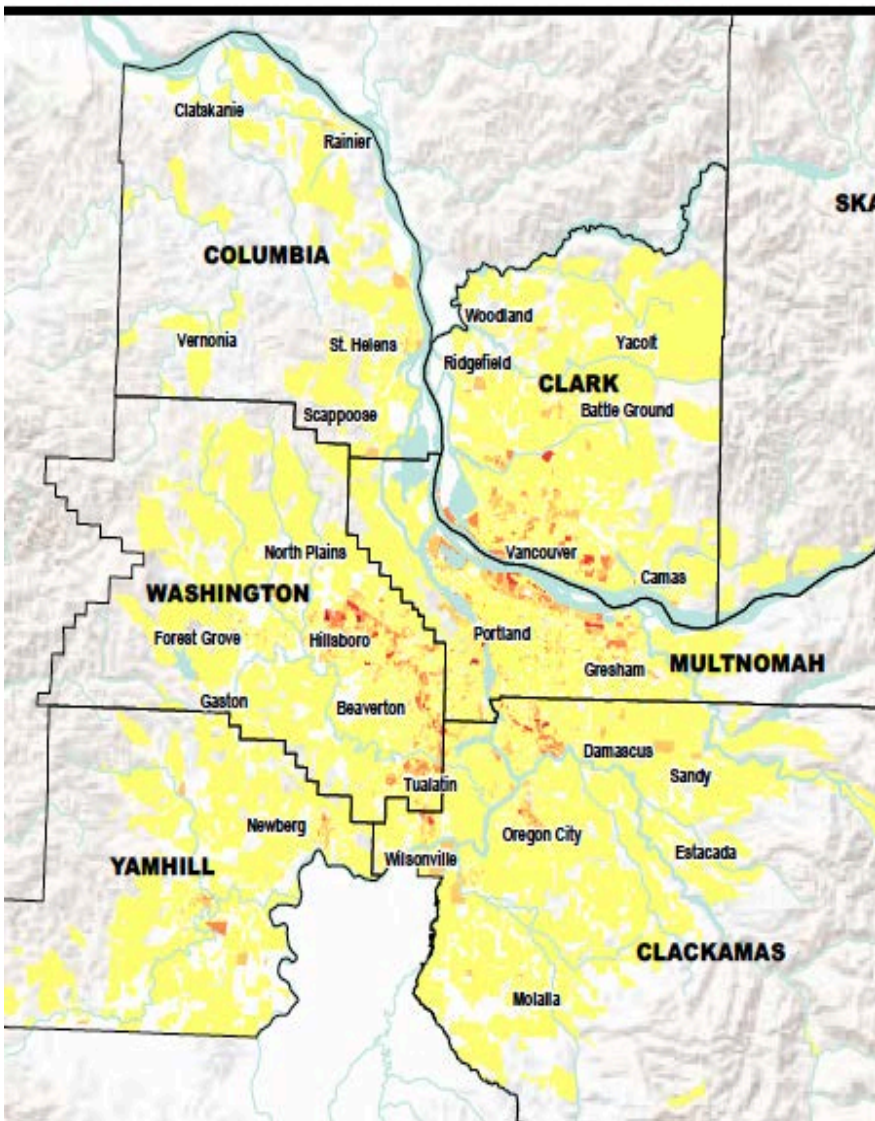 Clatskanie
Rainier
SKA
COLUMBIA
Woodland
Vernonia
St. Helens
Yacolt
Ridgefield
CLARK
Battle Ground
Scappoose
North Plains
Vancouver
Camas
WASHINGTON
Forest Grove
Hillsboro
Portland
MULTNOMAH
Gresham
Gaston
Beaverton
Damascus
Sandy
Tualatin
Newberg
Oregon City
Estacada
Wilsonville
YAMHILL
CLACKAMAS
Molalla